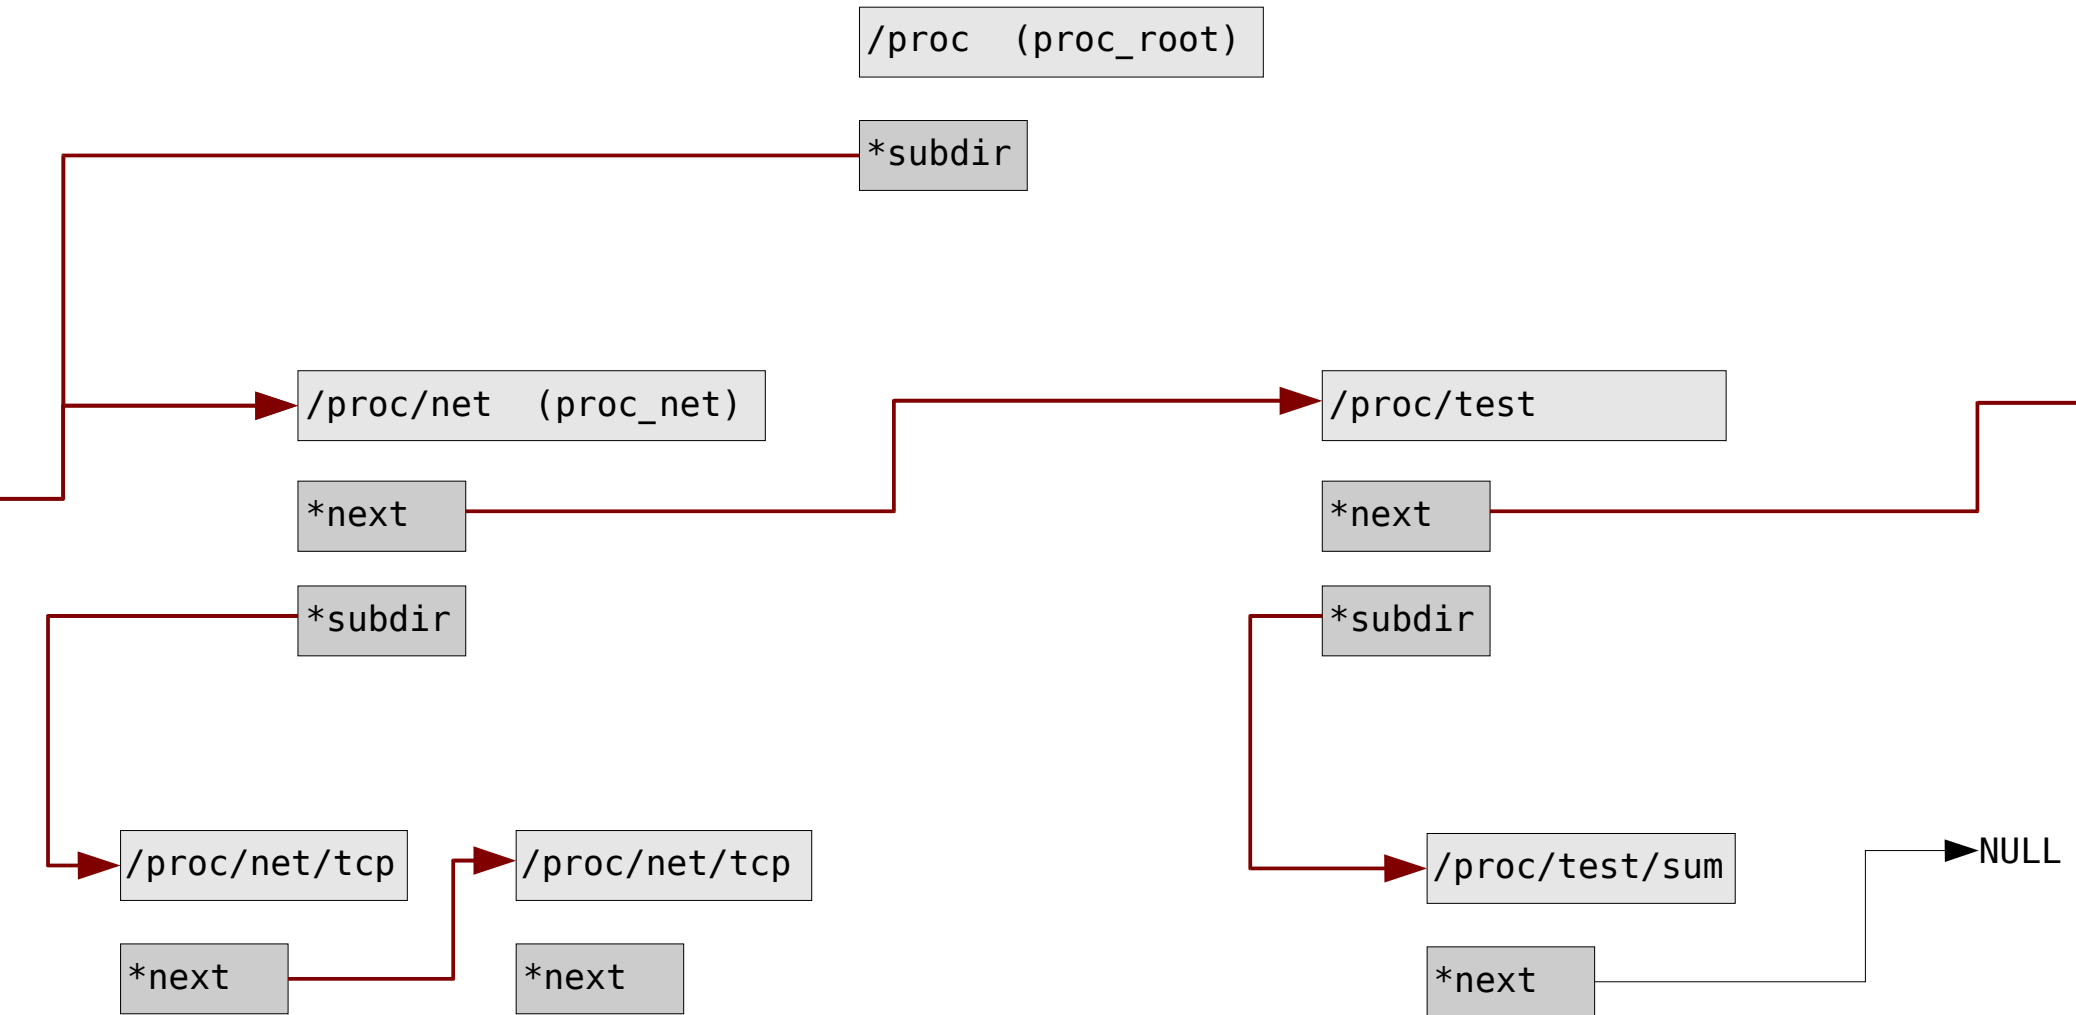 /proc  (proc_root)
*subdir
/proc/net  (proc_net)
/proc/test
*next
*next
*subdir
*subdir
/proc/net/tcp
/proc/net/tcp
/proc/test/sum
NULL
*next
*next
*next